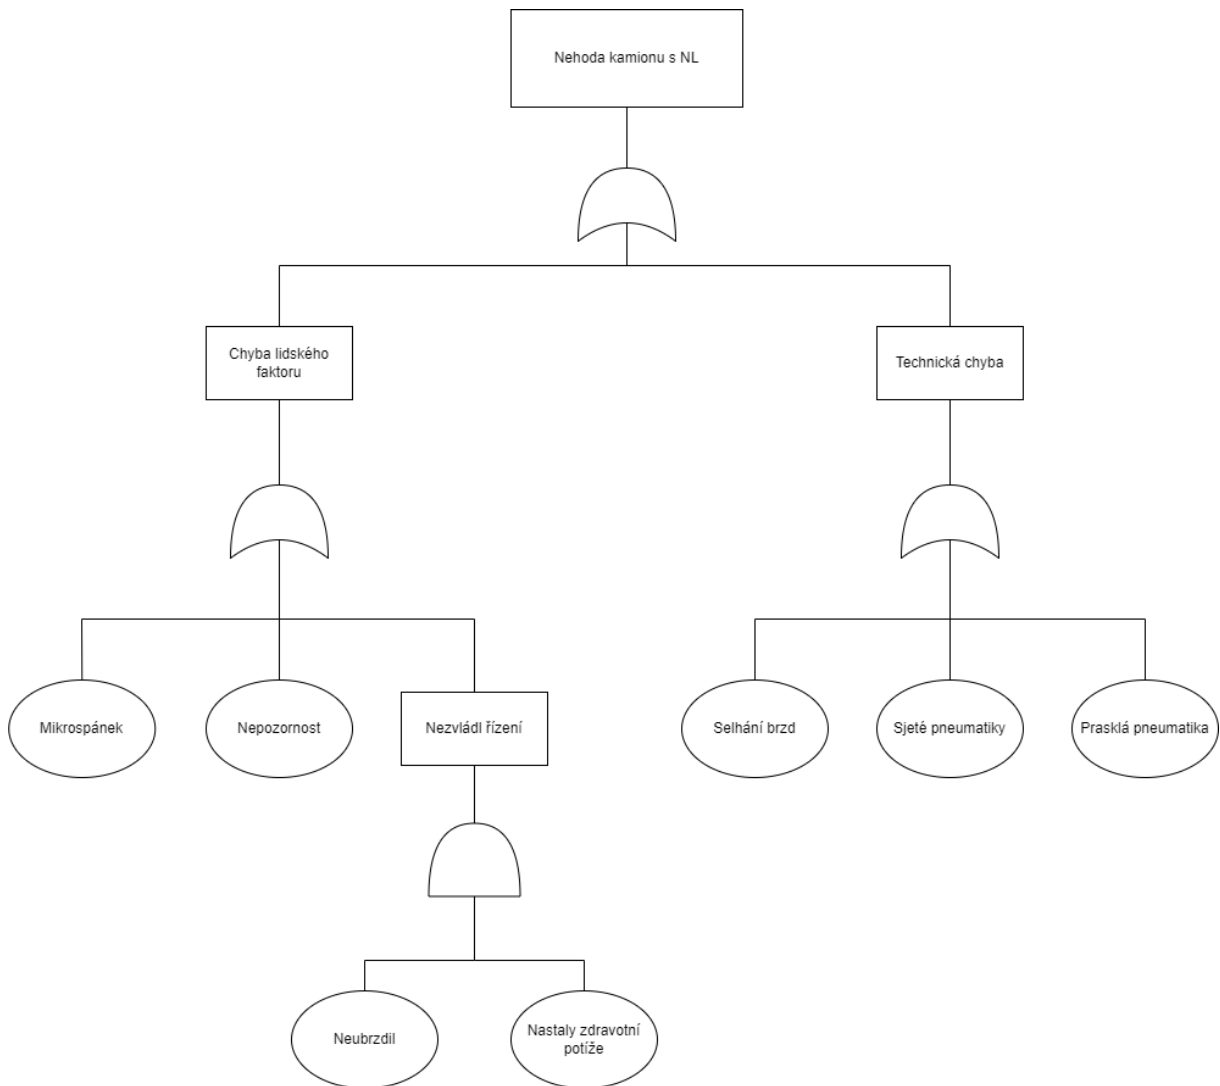 Nehoda kamionu s NL
Chyba lidského
faktoru
Technická chyba
Mikrospánek
Nepozornost
Nezvládl řízení
Selhání brzd
Sjeté pneumatiky
Prasklá pneumatika
Neubrzdil
Nastaly zdravotní
potíže